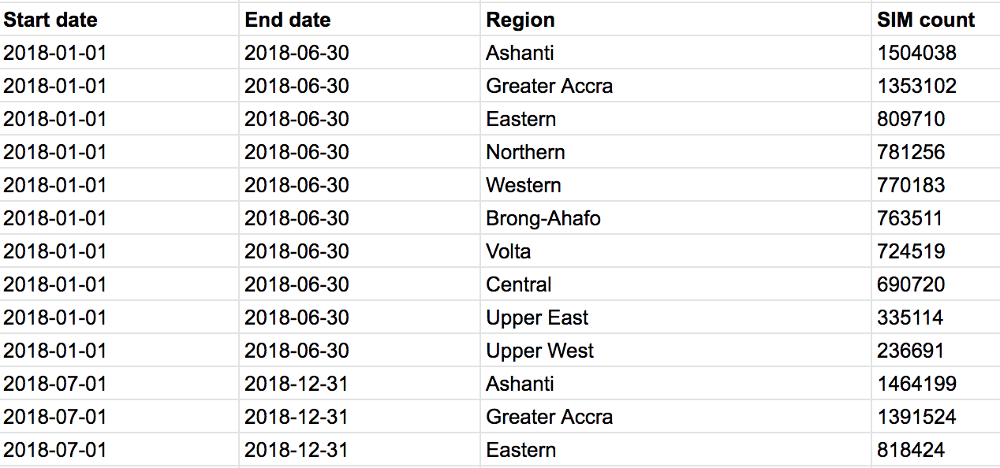 Start date End date Region SIM count
2018-01-01 2018-06-30 Ashanti 1504038
2018-01-01 2018-06-30 Greater Accra 1353102
2018-01-01 2018-06-30 Eastern 809710
2018-01-01 2018-06-30 Northern 781256
2018-01-01 2018-06-30 Western 770183
2018-01-01 2018-06-30 Brong-Ahafo 763511
2018-01-01 2018-06-30 Volta 724519
2018-01-01 2018-06-30 Central 690720
2018-01-01 2018-06-30 Upper East 335114
2018-01-01 2018-06-30 Upper West 236691
2018-07-01 2018-12-31 Ashanti 1464199
2018-07-01 2018-12-31 Greater Accra 1391524
2018-07-01 2018-12-31 Eastern 818424